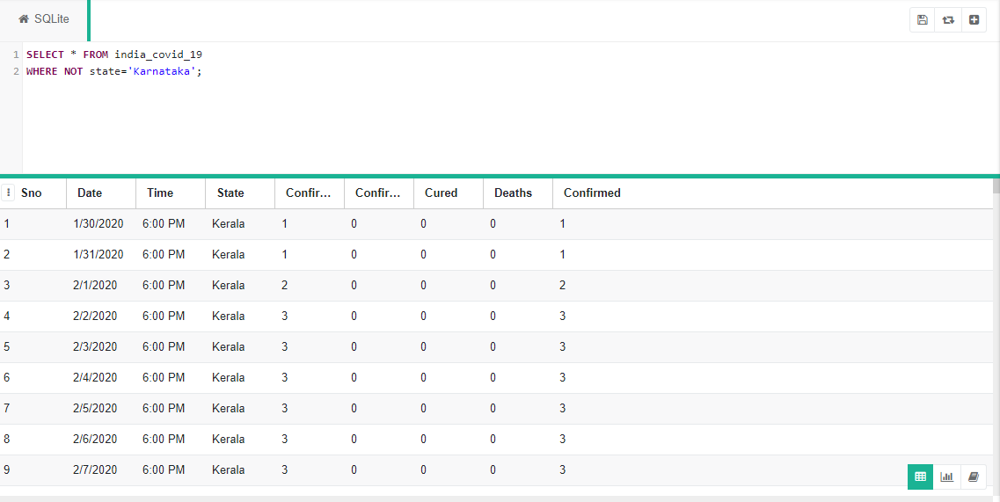 SQLite
1 SELECT * FROM india_covid_19
2 WHERE NOT state='Karnataka';
Sno Date Time State Confir... Confir... Cured Deaths Confirmed
1 1/30/2020 6:00 PM Kerala 1 0 0 0 1
2 1/31/2020 6:00 PM Kerala 1 0 0 0 1
3 2/1/2020 6:00 PM Kerala 2 0 0 0 2
4 2/2/2020 6:00 PM Kerala 3 0 0 0 3
5 2/3/2020 6:00 PM Kerala 3 0 0 0 3
6 2/4/2020 6:00 PM Kerala 3 0 0 0 3
7 2/5/2020 6:00 PM Kerala 3 0 0 0 3
8 2/6/2020 6:00 PM Kerala 3 0 0 0 3
9 2/7/2020 6:00 PM Kerala 3 0 0 0 3